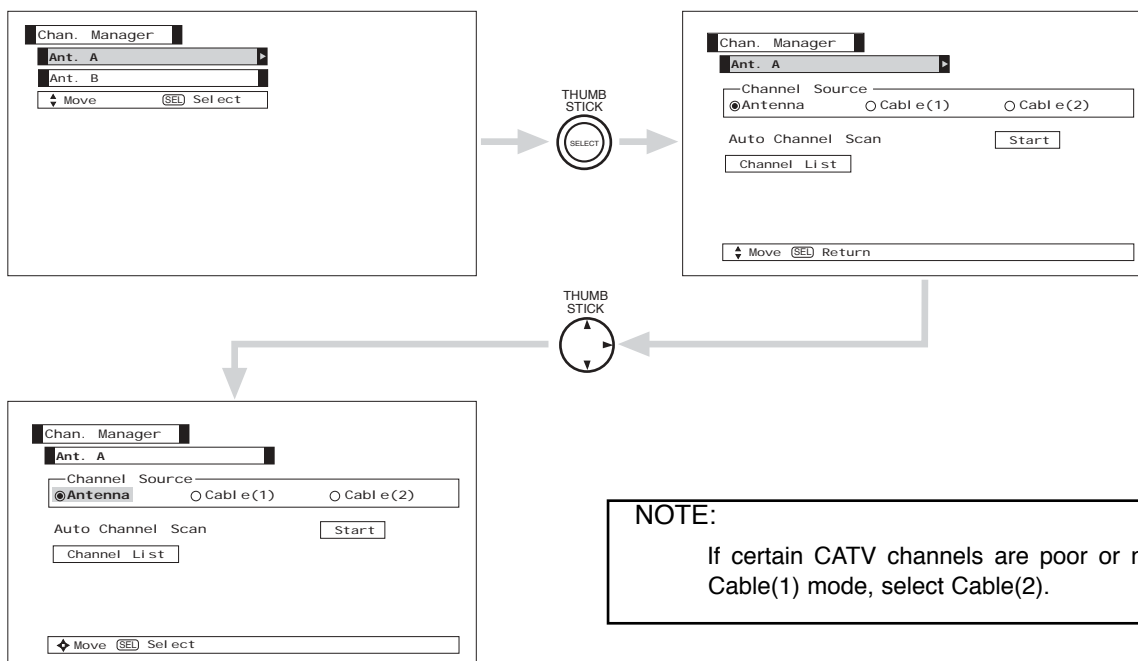 Chan. Manager
Ant. A
Ant. B
Move SEL Select
THUMB
STICK
SELECT
Chan. Manager
Ant. A
Channel Source
Antenna Cable(1) Cable(2)
Auto Channel Scan Start
Channel List
Move SEL Return
THUMB
STICK
Chan. Manager
Ant. A
Channel Source
Antenna Cable(1) Cable(2)
Auto Channel Scan Start
Channel List
Move SEL Select
NOTE:
If certain CATV channels are poor or
Cable(1) mode, select Cable(2).